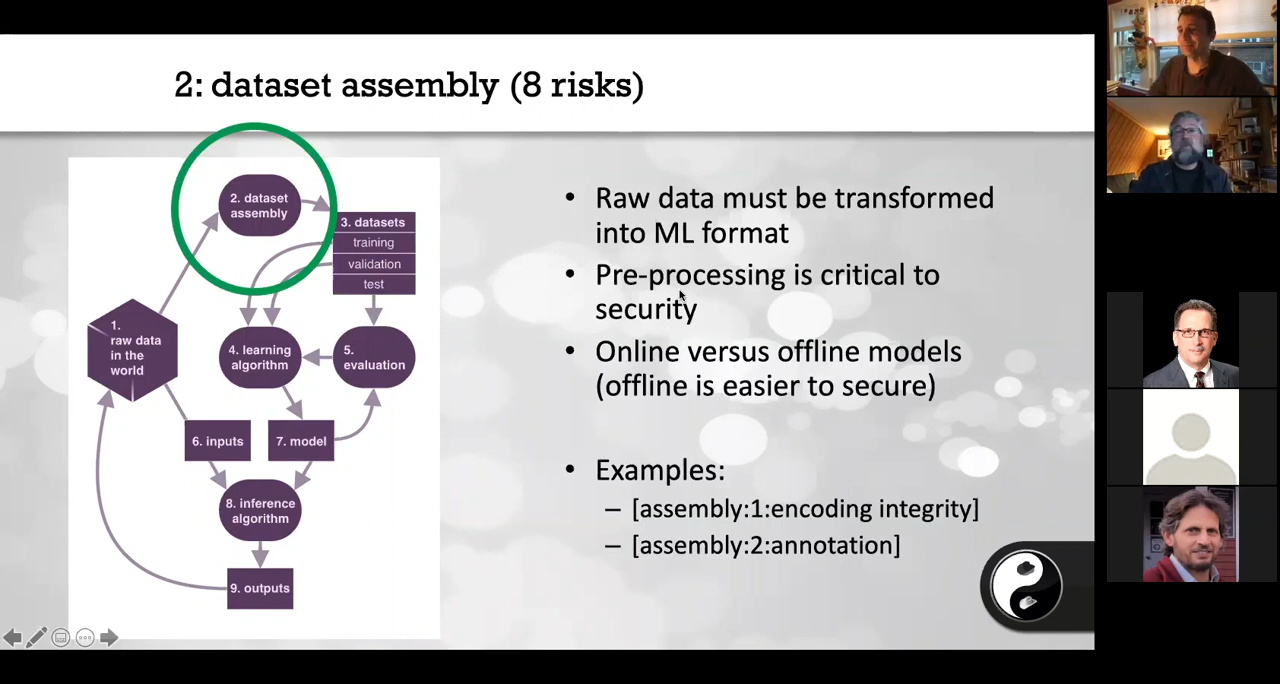 2: dataset assembly (8 risks)
2. dataset
assembly
3. datasets
training
validation
test
1.
raw data
in the
world
4. learning
algorithm
5.
evaluation
6. inputs
7. model
8. inference
algorithm
9. outputs
• Raw data must be transformed
into ML format
• Pre-processing is critical to
security
• Online versus offline models
(offline is easier to secure)
• Examples:
– [assembly:1:encoding integrity]
– [assembly:2:annotation]